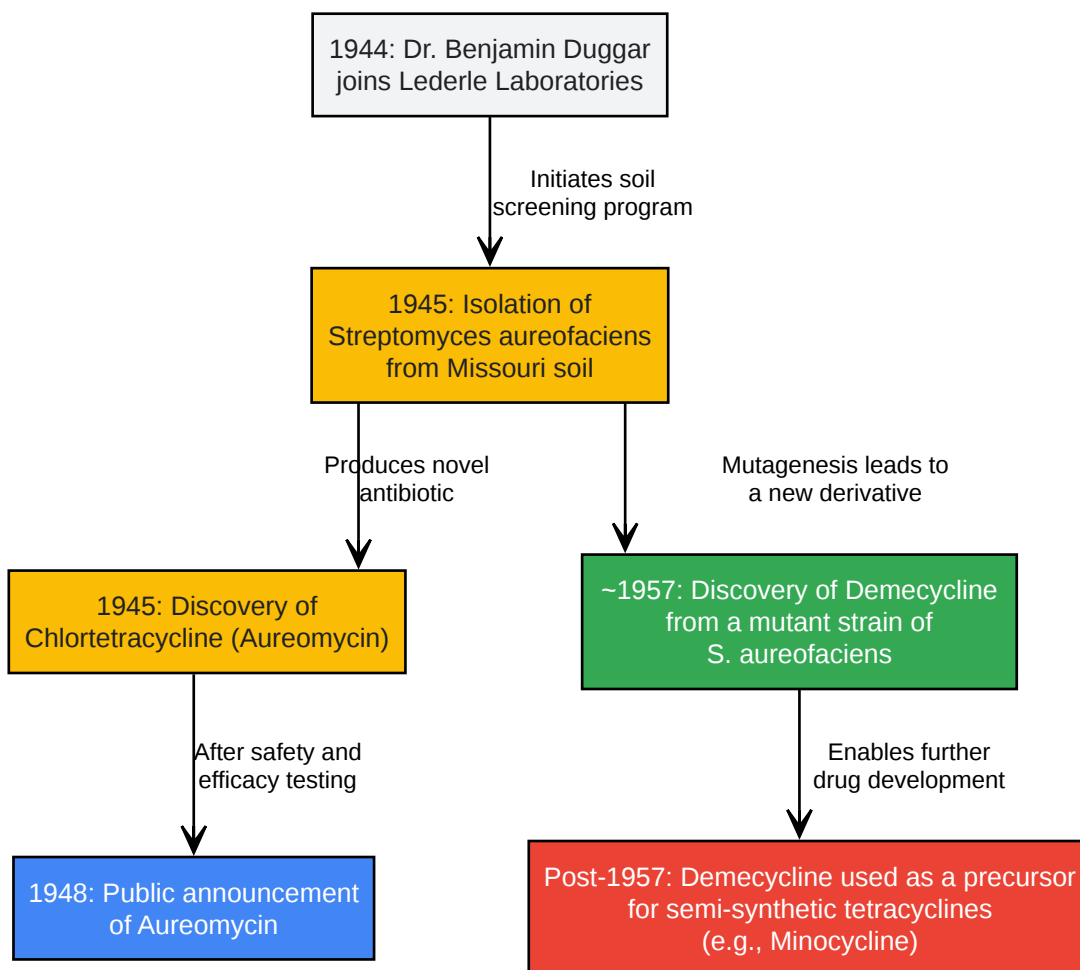 1944: Dr. Benjamin Duggar
joins Lederle Laboratories
Initiates soil
screening program
1945: Isolation of
Streptomyces aureofaciens
from Missouri soil
Produces novel
antibiotic
Mutagenesis leads to
a new derivative
1945: Discovery of
Chlortetracycline (Aureomycin)
~1957: Discovery of Demecycline
from a mutant strain of
S. aureofaciens
After safety and
efficacy testing
Enables further
drug development
1948: Public announcement
of Aureomycin
Post-1957: Demecycline used as a precursor
for semi-synthetic tetracyclines
(e.g., Minocycline)